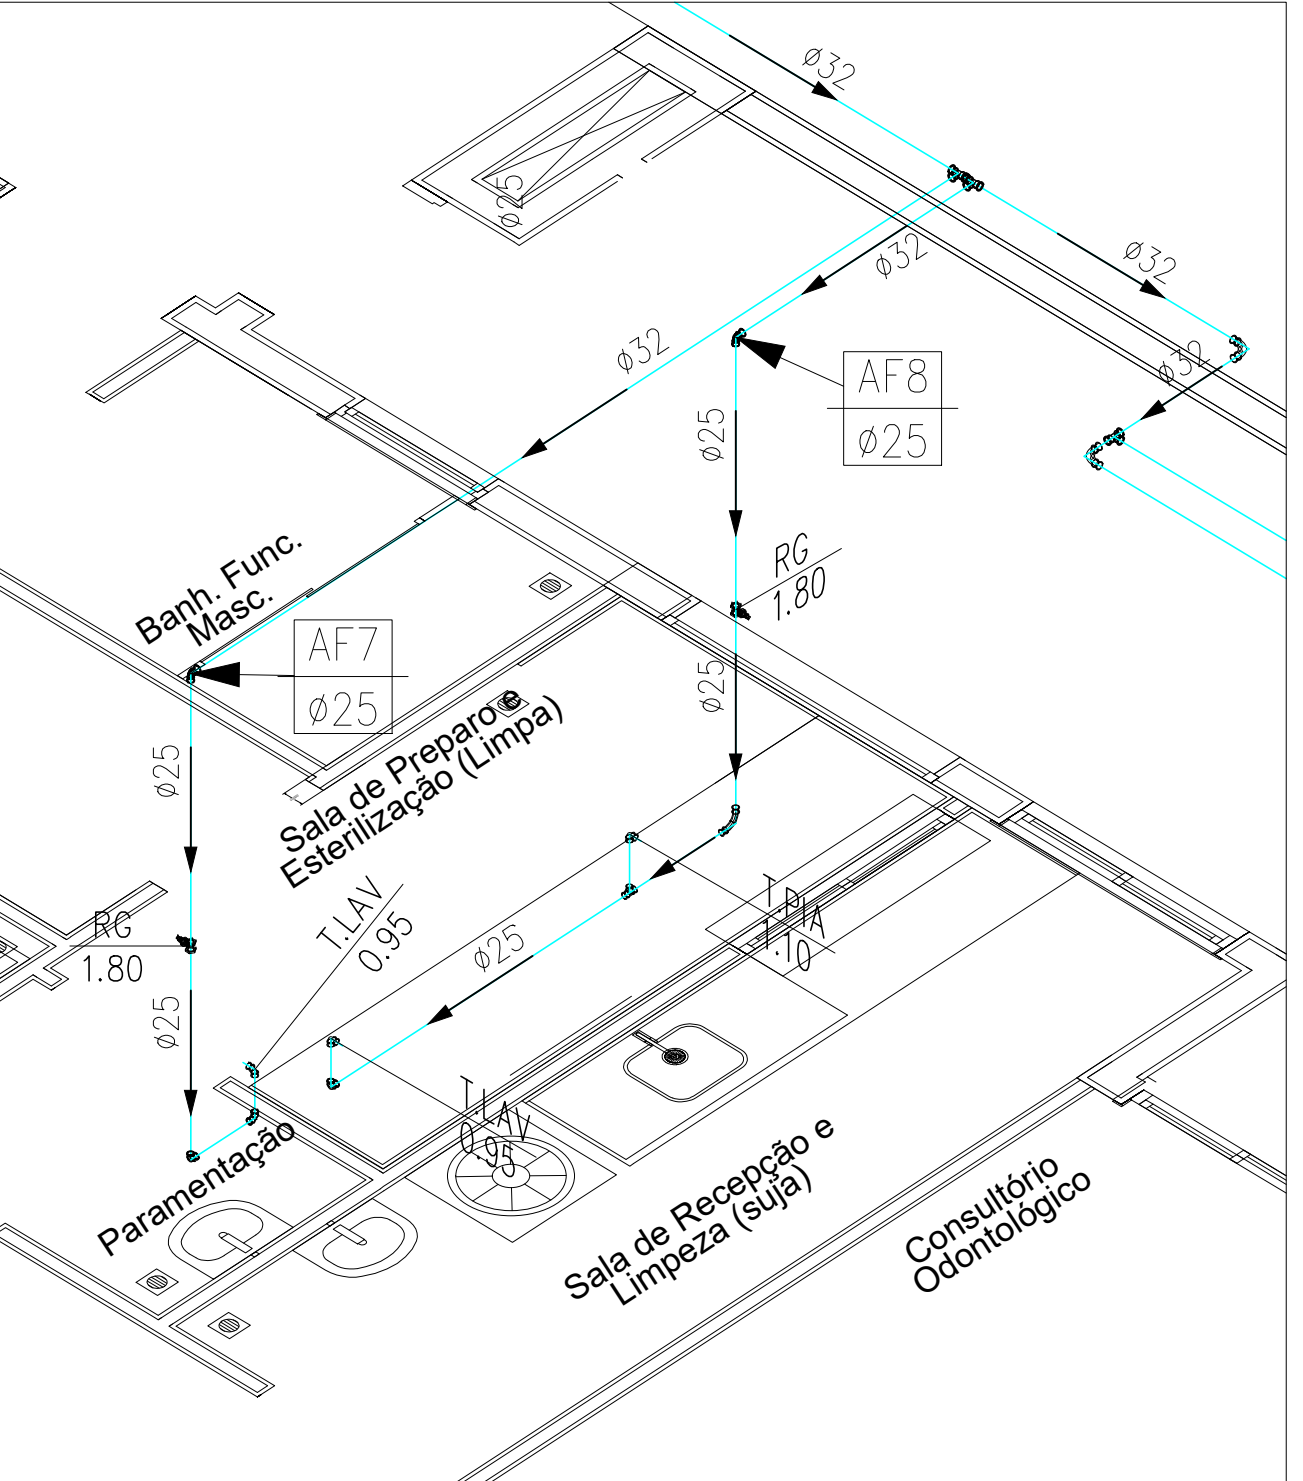 ø32
ø25
ø32
ø32
ø32
ø32
AF8
ø25
ø25
RG
1.80
Banh. Func.
Masc.
AF7
ø25
ø25
ø25
Sala de Preparo e
Esterilização (Limpa)
T.LAV
0.95
T.PIA
1.10
RG
1.80
ø25
ø25
T.LAV
0.95
Paramentação
Sala de Recepção e
Limpeza (suja)
Consultório
Odontológico